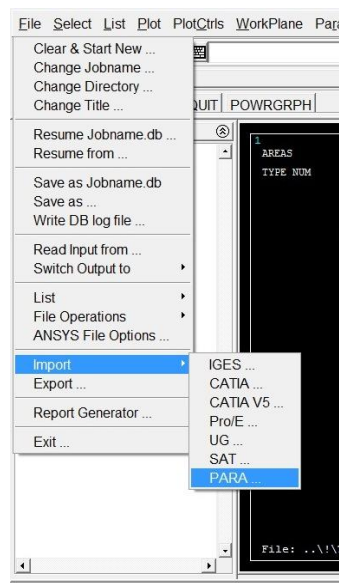 File Select List Plot PlotCtrls WorkPlane
Clear & Start New ...
Change Jobname ...
Change Directory ...
Change Title ...
QUIT POWRGRPH
Resume Jobname.db ...
Resume from ...
Save as Jobname.db
Save as ...
Write DB log file ...
Read Input from ...
Switch Output to
List
File Operations
ANSYS File Options ...
Import
Export ...
Report Generator ...
Exit ...
IGES ...
CATIA ...
CATIA V5 ...
Pro/E ...
UG ...
SAT ...
PARA ...
1
AREAS
TYPE NUM
File: ..\!\